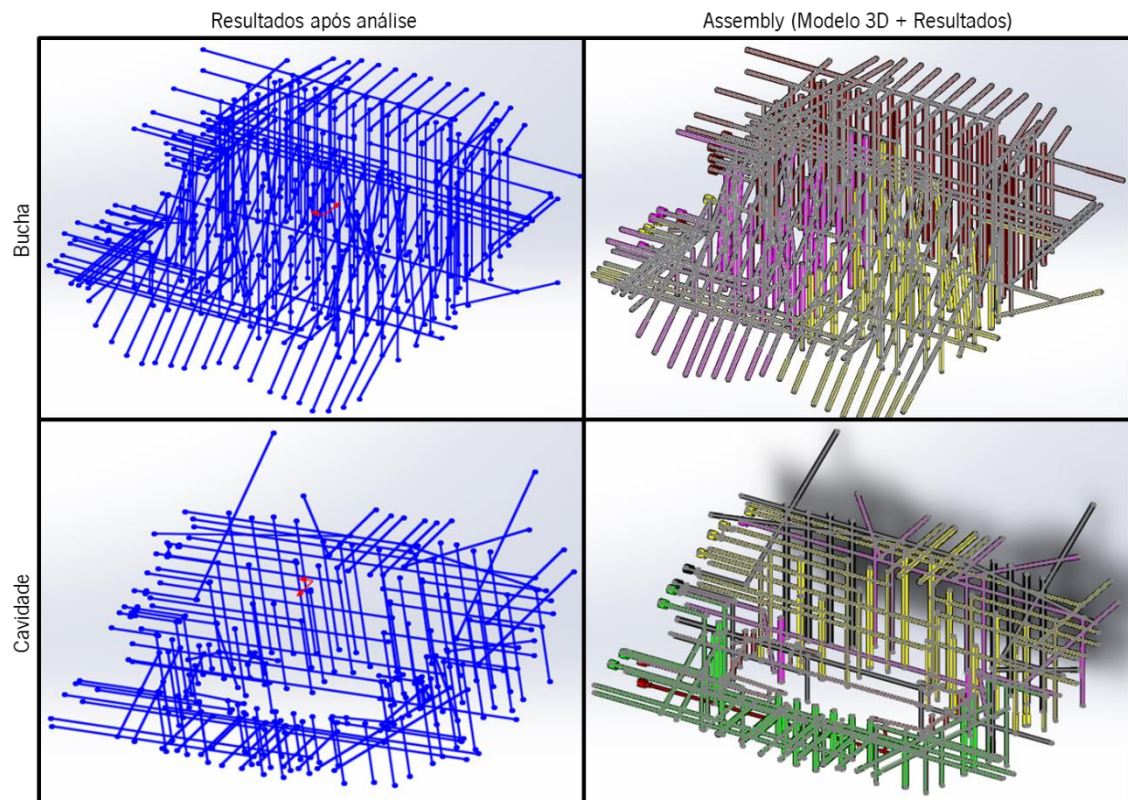 Resultados após análise
Assembly (Modelo 3D + Resultados)
Bucha
Cavidade